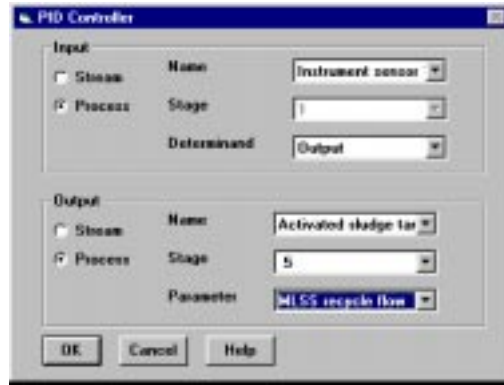 PID Controller
Input
Stream
Process
Name
Instrument sensor
Stage
1
Determinand
Output
Output
Stream
Process
Name
Activated sludge tan
Stage
5
Parameter
MLSS recycle flow
OK
Cancel
Help